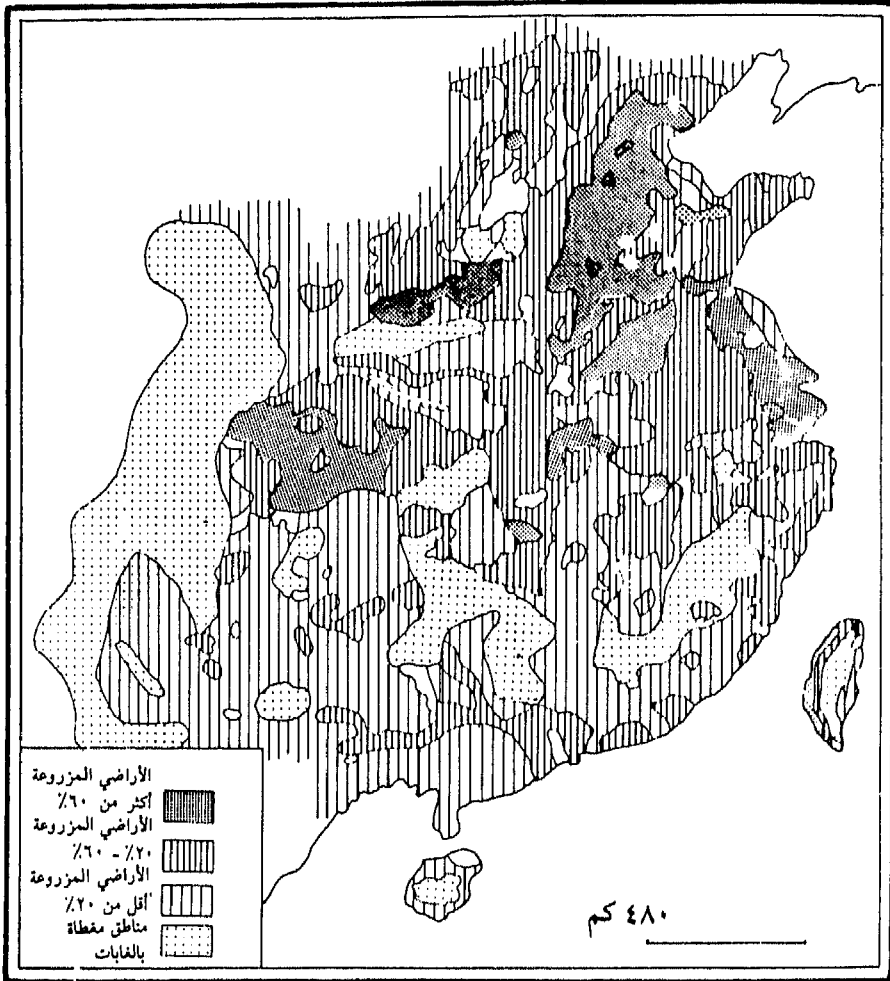 الأراضي المزروعة
أكثر من ٦٠٪
الأراضي المزروعة
٢٠٪ - ٦٠٪
الأراضي المزروعة
أقل من ٢٠٪
مناطق مغطاة
بالغابات
٤٨٠ كم